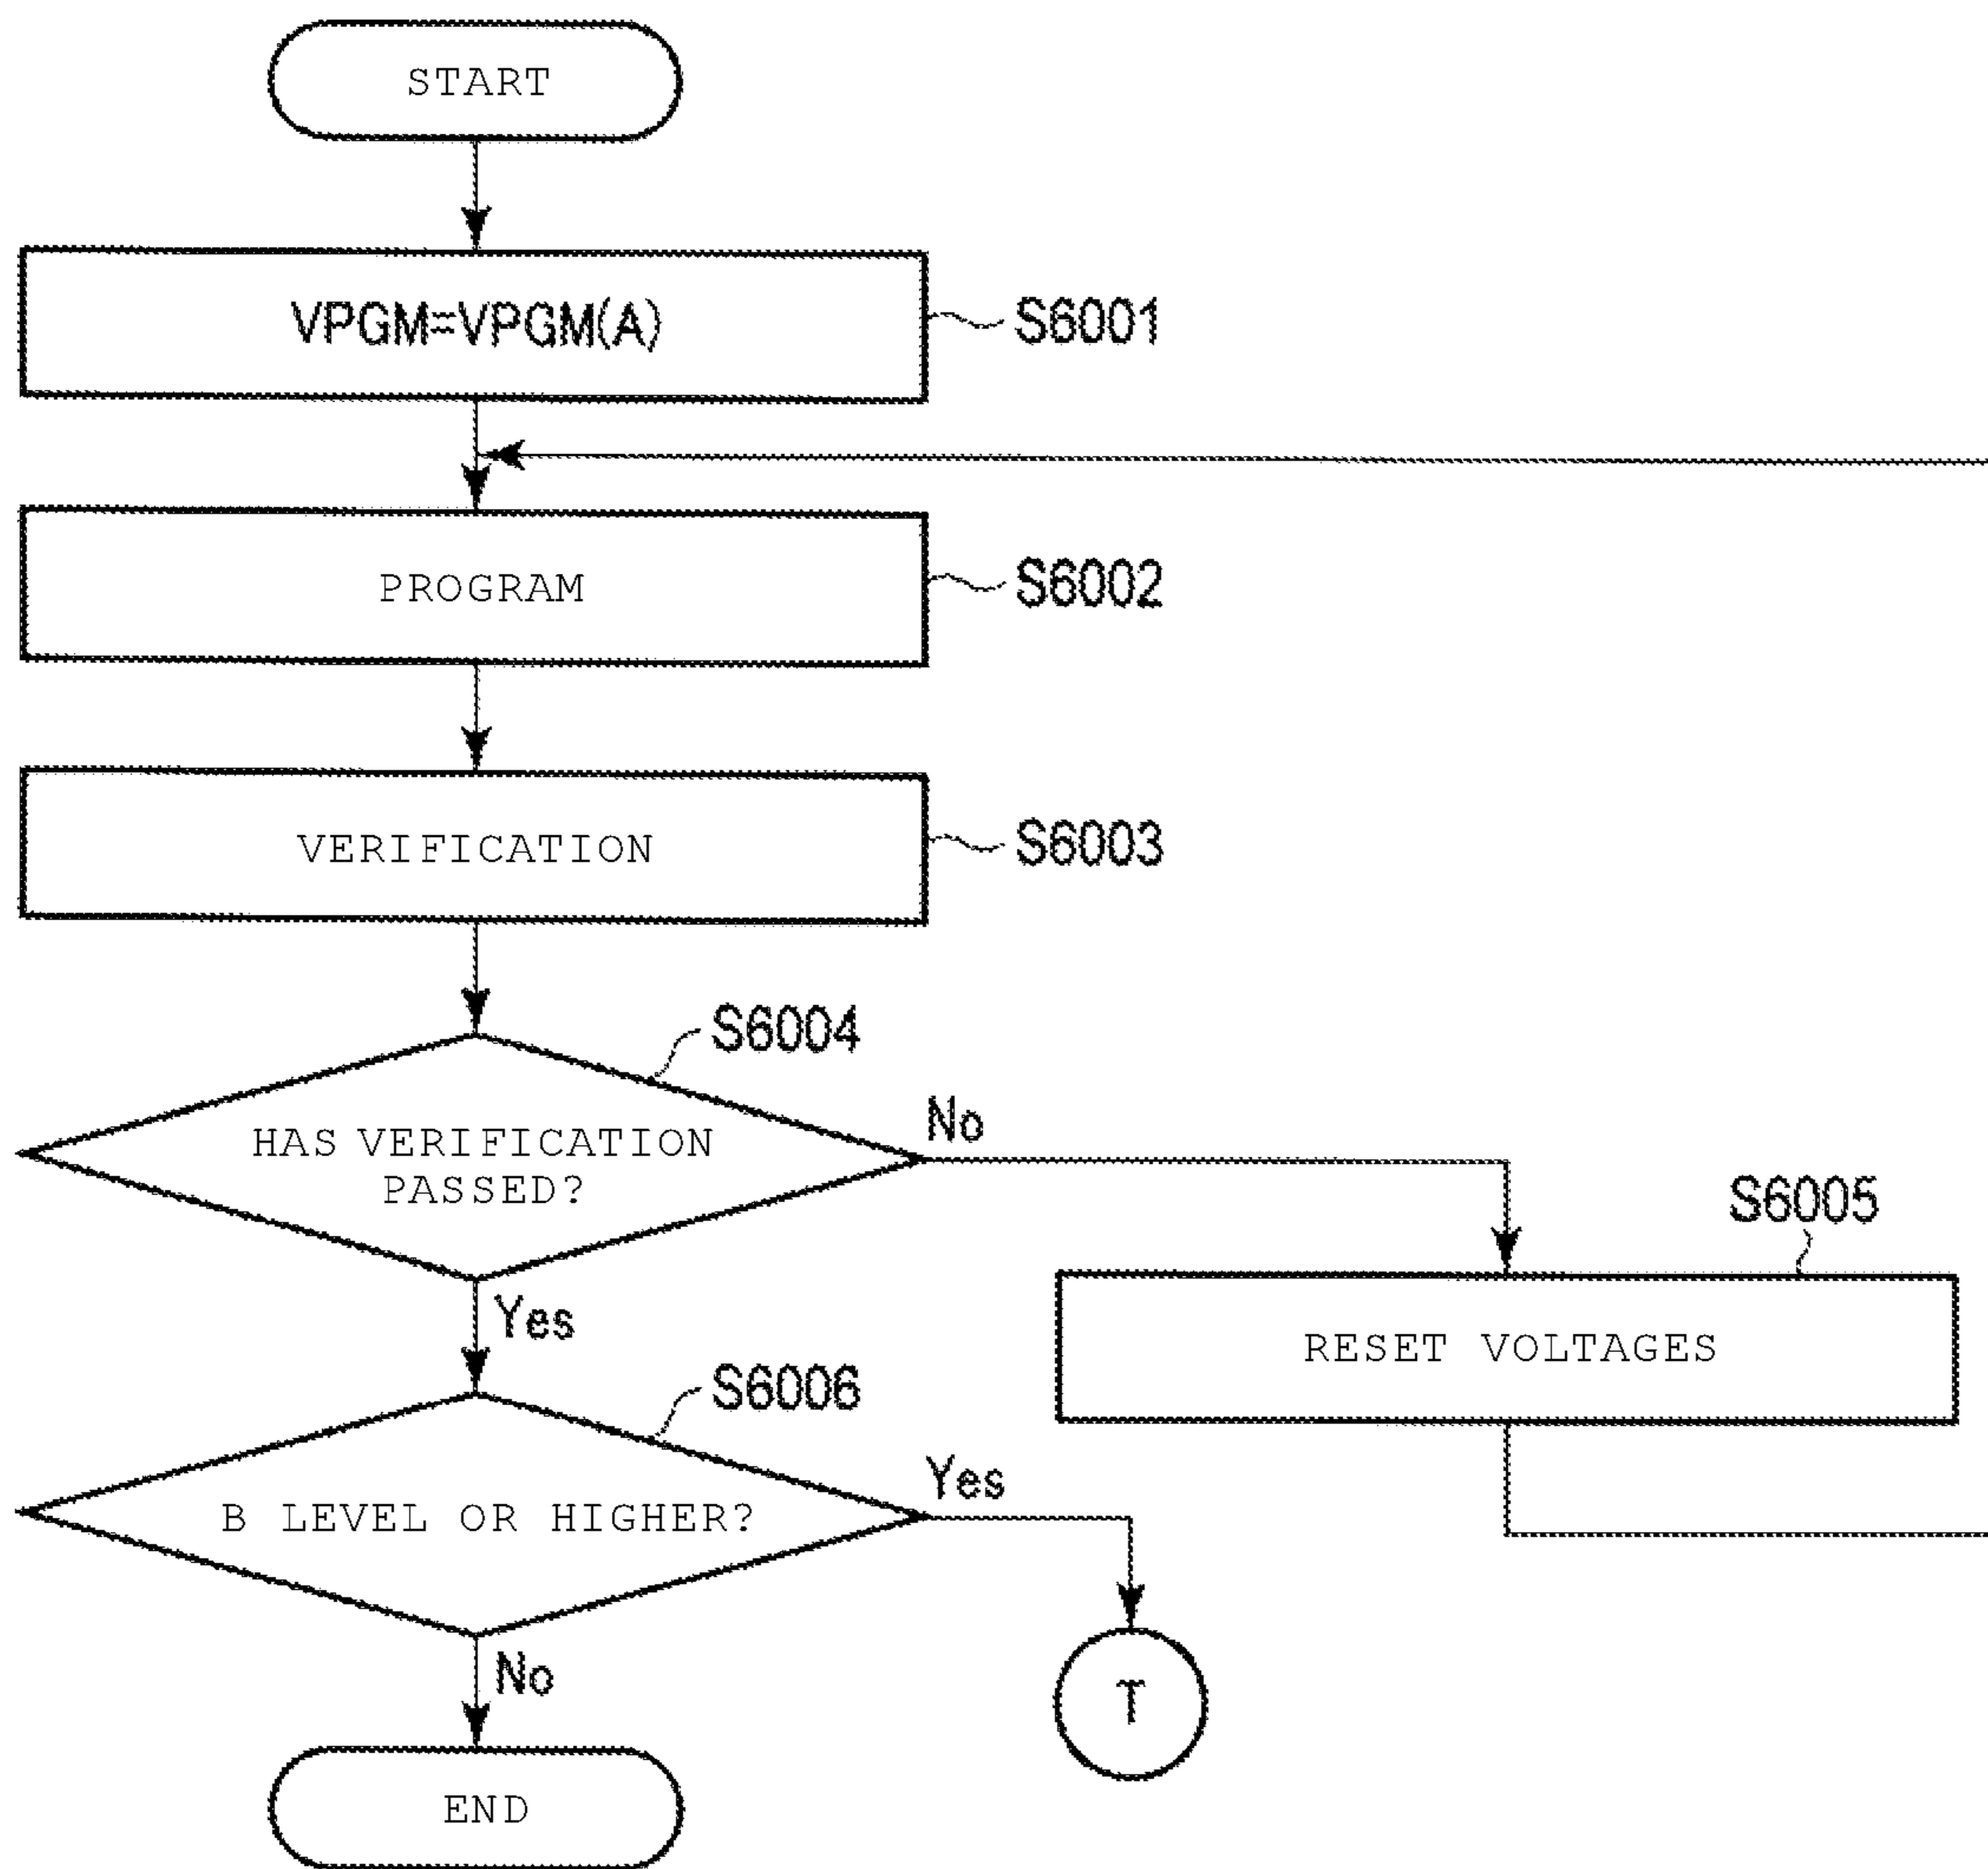 START
VPGM=VPGM(A)
S6001
PROGRAM
S6002
VERIFICATION
S6003
S6004
HAS VERIFICATION
PASSED?
No
Yes
S6005
RESET VOLTAGES
S6006
B LEVEL OR HIGHER?
Yes
No
T
END